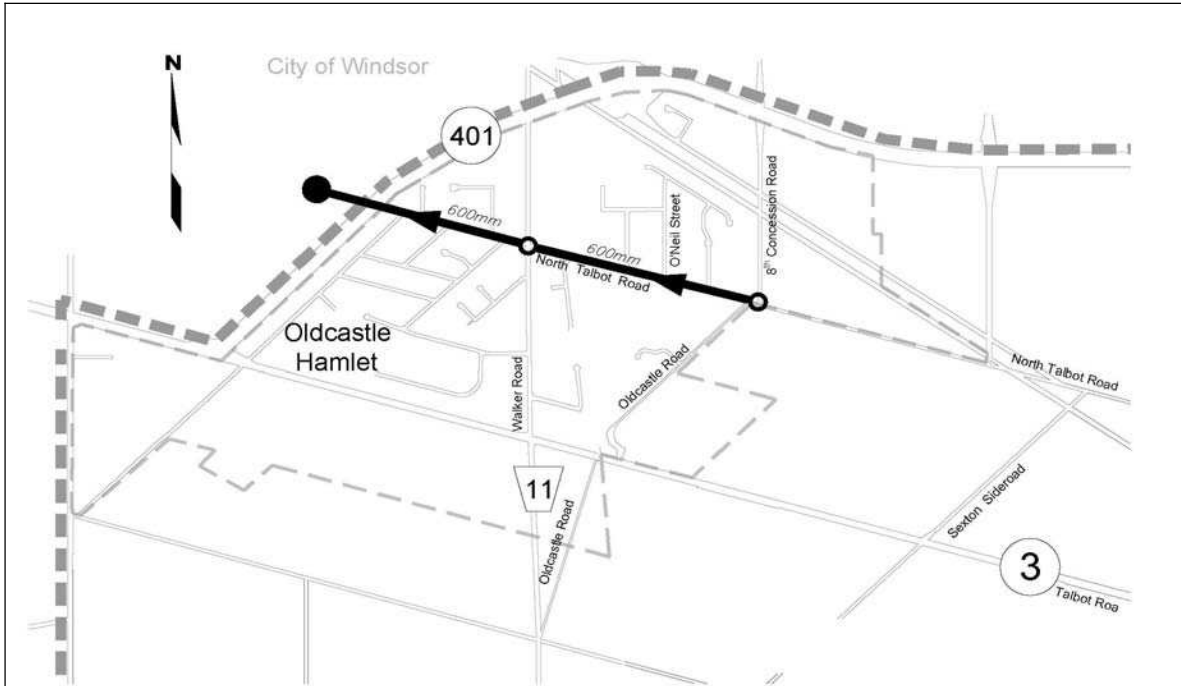 N
City of Windsor
401
600mm
600mm
North Talbot Road
O'Neil Street
8th Concession Road
Oldcastle
Hamlet
Walker Road
Oldcastle Road
North Talbot Road
11
Oldcastle Road
Sexton Sideroad
3
Talbot Roa